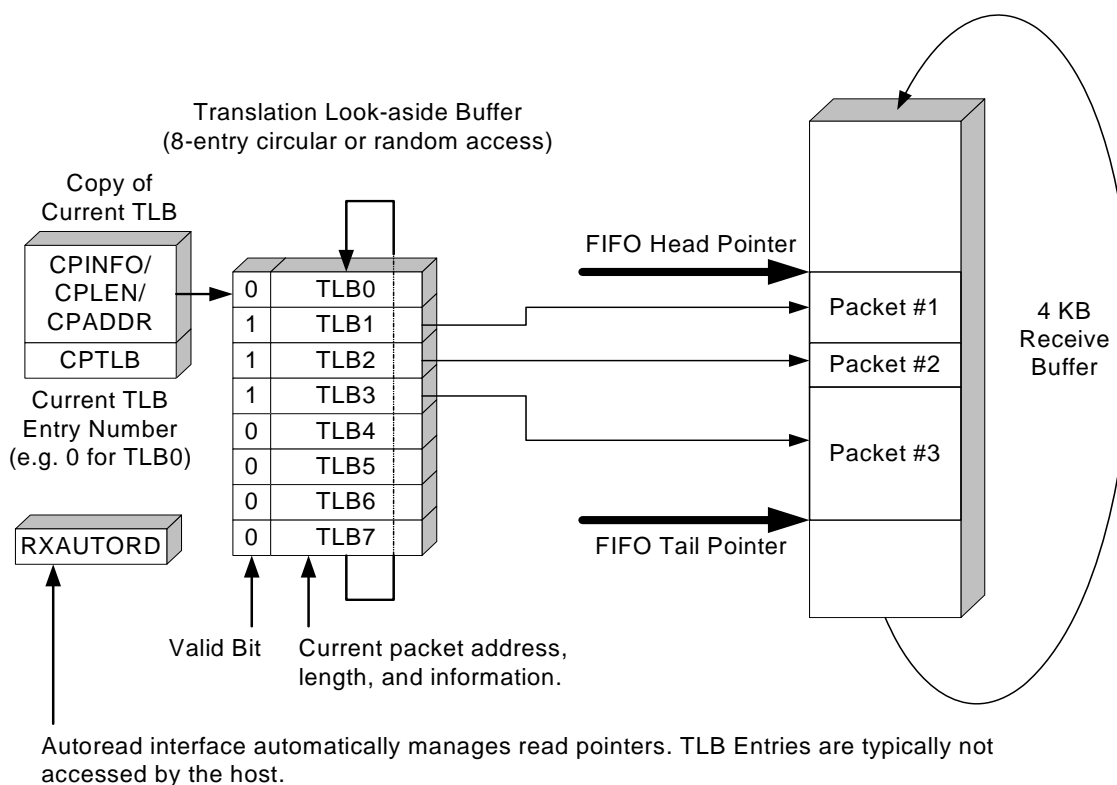 Translation Look-aside Buffer
(8-entry circular or random access)
Copy of
Current TLB
CPINFO/
CPLEN/
CPADDR
CPTLB
Current TLB
Entry Number
(e.g. 0 for TLB0)
RXAUTORD
0 TLB0
1 TLB1
1 TLB2
1 TLB3
0 TLB4
0 TLB5
0 TLB6
0 TLB7
Valid Bit
Current packet address,
length, and information.
FIFO Head Pointer
FIFO Tail Pointer
Packet #1
Packet #2
Packet #3
4 KB
Receive
Buffer
Autoread interface automatically manages read pointers. TLB Entries are typically not
accessed by the host.